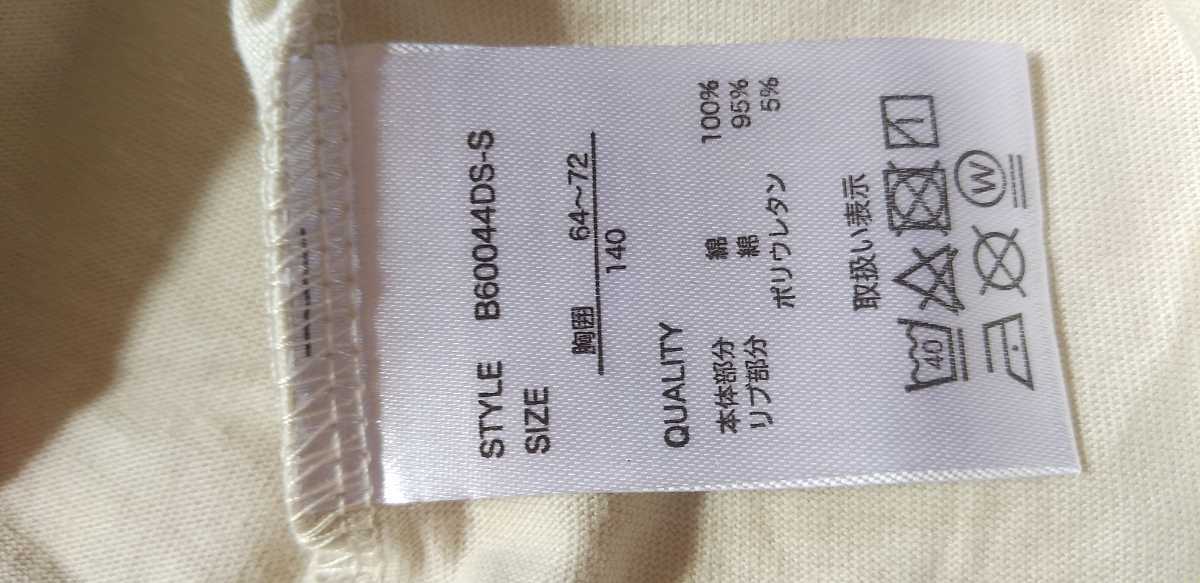 STYLE B60044DS-S
SIZE
胸囲 64~72
140
QUALITY
本体部分 綿 100%
リブ部分 綿 95%
ポリウレタン 5%
取扱い表示
40
W